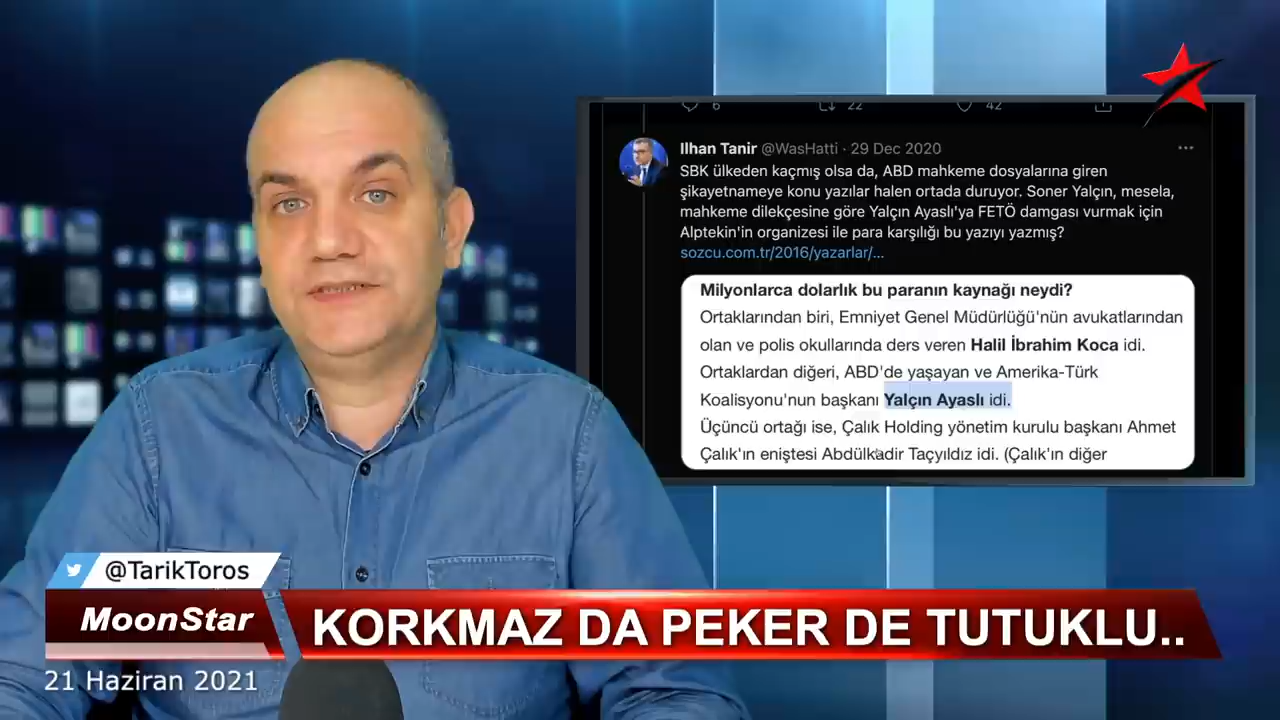 6 22 42
Ilhan Tanir @WasHatti · 29 Dec 2020
SBK ülkeden kaçmış olsa da, ABD mahkeme dosyalarına giren
şikayetnameye konu yazılar halen ortada duruyor. Soner Yalçın, mesela,
mahkeme dilekçesine göre Yalçın Ayaslı'ya FETÖ damgası vurmak için
Alptekin'in organizesi ile para karşılığı bu yazıyı yazmış?
sozcu.com.tr/2016/yazarlar/...
Milyonlarca dolarlık bu paranın kaynağı neydi?
Ortaklarından biri, Emniyet Genel Müdürlüğü'nün avukatlarından
olan ve polis okullarında ders veren Halil İbrahim Koca idi.
Ortaklardan diğeri, ABD'de yaşayan ve Amerika-Türk
Koalisyonu'nun başkanı Yalçın Ayaslı idi.
Üçüncü ortağı ise, Çalık Holding yönetim kurulu başkanı Ahmet
Çalık'ın eniştesi Abdülkadir Taçyıldız idi. (Çalık'ın diğer
@TarikToros
MoonStar
KORKMAZ DA PEKER DE TUTUKLU..
21 Haziran 2021